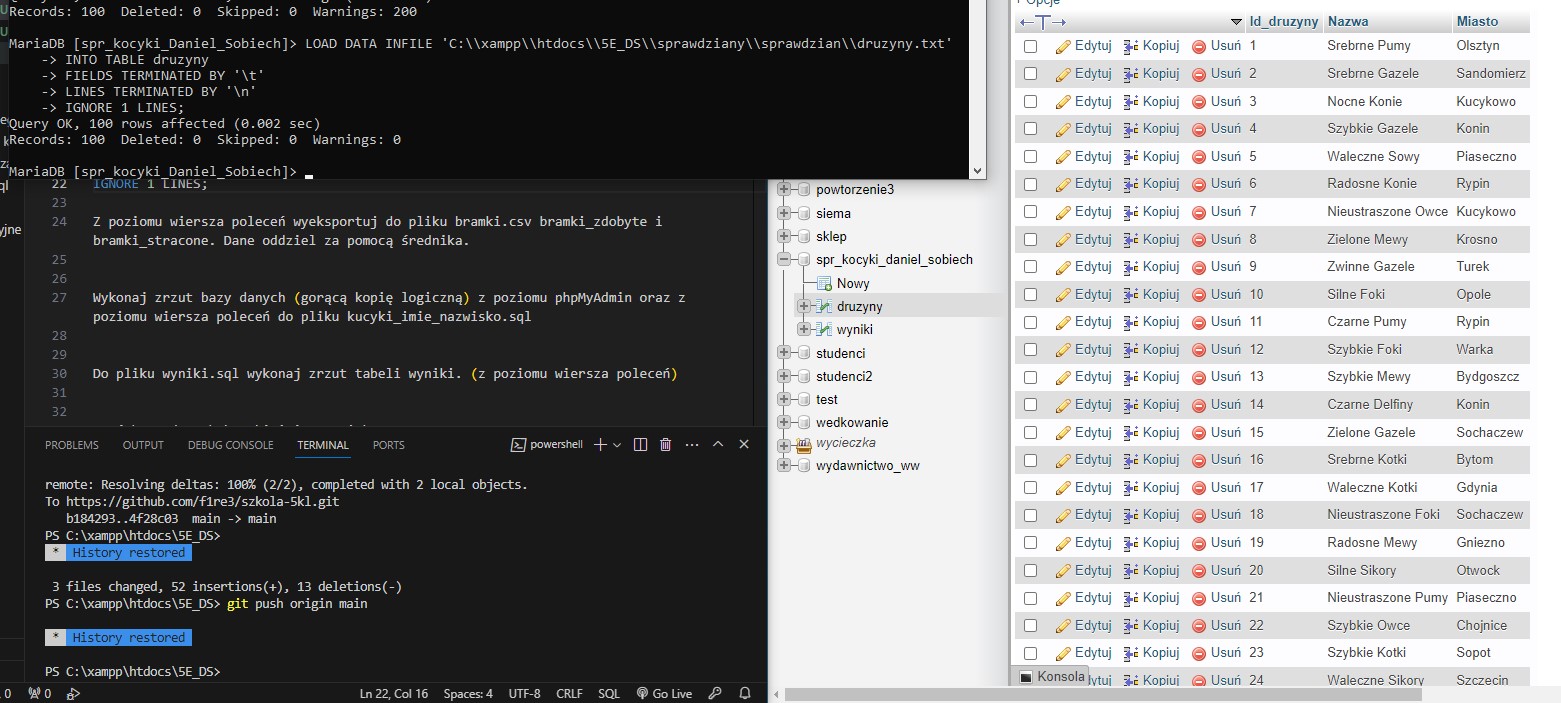 Records: 100  Deleted: 0  Skipped: 0  Warnings: 200
MariaDB [spr_kocyki_Daniel_Sobiech]> LOAD DATA INFILE 'C:\\xampp\\htdocs\\5E_DS\\sprawdziany\\sprawdzian\\druzyny.txt'
    -> INTO TABLE druzyny
    -> FIELDS TERMINATED BY '\t'
    -> LINES TERMINATED BY '\n'
    -> IGNORE 1 LINES;
Query OK, 100 rows affected (0.002 sec)
Records: 100  Deleted: 0  Skipped: 0  Warnings: 0
MariaDB [spr_kocyki_Daniel_Sobiech]>
22 IGNORE 1 LINES;
23
24 Z poziomu wiersza poleceń wyeksportuj do pliku bramki.csv bramki_zdobyte i
bramki_stracone. Dane oddziel za pomocą średnika.
25
26
27 Wykonaj zrzut bazy danych (gorącą kopię logiczną) z poziomu phpMyAdmin oraz z
poziomu wiersza poleceń do pliku kucyki_imie_nazwisko.sql
28
29
30 Do pliku wyniki.sql wykonaj zrzut tabeli wyniki. (z poziomu wiersza poleceń)
31
32
PROBLEMS OUTPUT DEBUG CONSOLE TERMINAL PORTS powershell
remote: Resolving deltas: 100% (2/2), completed with 2 local objects.
To https://github.com/f1re3/szkola-5kl.git
   b184293..4f28c03  main -> main
PS C:\xampp\htdocs\5E_DS>
* History restored
3 files changed, 52 insertions(+), 13 deletions(-)
PS C:\xampp\htdocs\5E_DS> git push origin main
* History restored
PS C:\xampp\htdocs\5E_DS>
0 0 Ln 22, Col 16 Spaces: 4 UTF-8 CRLF SQL Go Live
powtorzenie3
siema
sklep
spr_kocyki_daniel_sobiech
Nowy
druzyny
wyniki
studenci
studenci2
test
wedkowanie
wycieczka
wydawnictwo_ww
Opcje
Id_druzyny Nazwa Miasto
Edytuj Kopiuj Usuń 1 Srebrne Pumy Olsztyn
Edytuj Kopiuj Usuń 2 Srebrne Gazele Sandomierz
Edytuj Kopiuj Usuń 3 Nocne Konie Kucykowo
Edytuj Kopiuj Usuń 4 Szybkie Gazele Konin
Edytuj Kopiuj Usuń 5 Waleczne Sowy Piaseczno
Edytuj Kopiuj Usuń 6 Radosne Konie Rypin
Edytuj Kopiuj Usuń 7 Nieustraszone Owce Kucykowo
Edytuj Kopiuj Usuń 8 Zielone Mewy Krosno
Edytuj Kopiuj Usuń 9 Zwinne Gazele Turek
Edytuj Kopiuj Usuń 10 Silne Foki Opole
Edytuj Kopiuj Usuń 11 Czarne Pumy Rypin
Edytuj Kopiuj Usuń 12 Szybkie Foki Warka
Edytuj Kopiuj Usuń 13 Szybkie Mewy Bydgoszcz
Edytuj Kopiuj Usuń 14 Czarne Delfiny Konin
Edytuj Kopiuj Usuń 15 Zielone Gazele Sochaczew
Edytuj Kopiuj Usuń 16 Srebrne Kotki Bytom
Edytuj Kopiuj Usuń 17 Waleczne Kotki Gdynia
Edytuj Kopiuj Usuń 18 Nieustraszone Foki Sochaczew
Edytuj Kopiuj Usuń 19 Radosne Mewy Gniezno
Edytuj Kopiuj Usuń 20 Silne Sikory Otwock
Edytuj Kopiuj Usuń 21 Nieustraszone Pumy Piaseczno
Edytuj Kopiuj Usuń 22 Szybkie Owce Chojnice
Edytuj Kopiuj Usuń 23 Szybkie Kotki Sopot
Konsola Kopiuj Usuń 24 Waleczne Sikory Szczecin